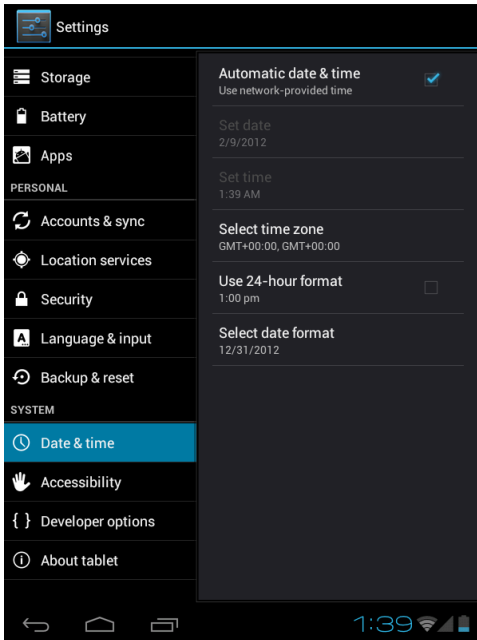 Settings
Storage
Battery
Apps
PERSONAL
Accounts & sync
Location services
Security
Language & input
Backup & reset
SYSTEM
Date & time
Accessibility
{ } Developer options
About tablet
Automatic date & time
Use network-provided time
Set date
2/9/2012
Set time
1:39 AM
Select time zone
GMT+00:00, GMT+00:00
Use 24-hour format
1:00 pm
Select date format
12/31/2012
1:39